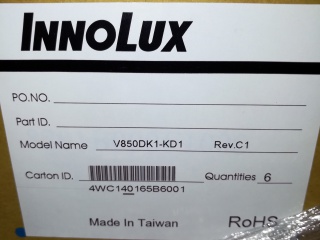 INNOLUX
PO.NO.
Part ID.
Model Name V850DK1-KD1 Rev.C1
Carton ID. Quantities 6
4WC140165B6001
Made In Taiwan RoHS